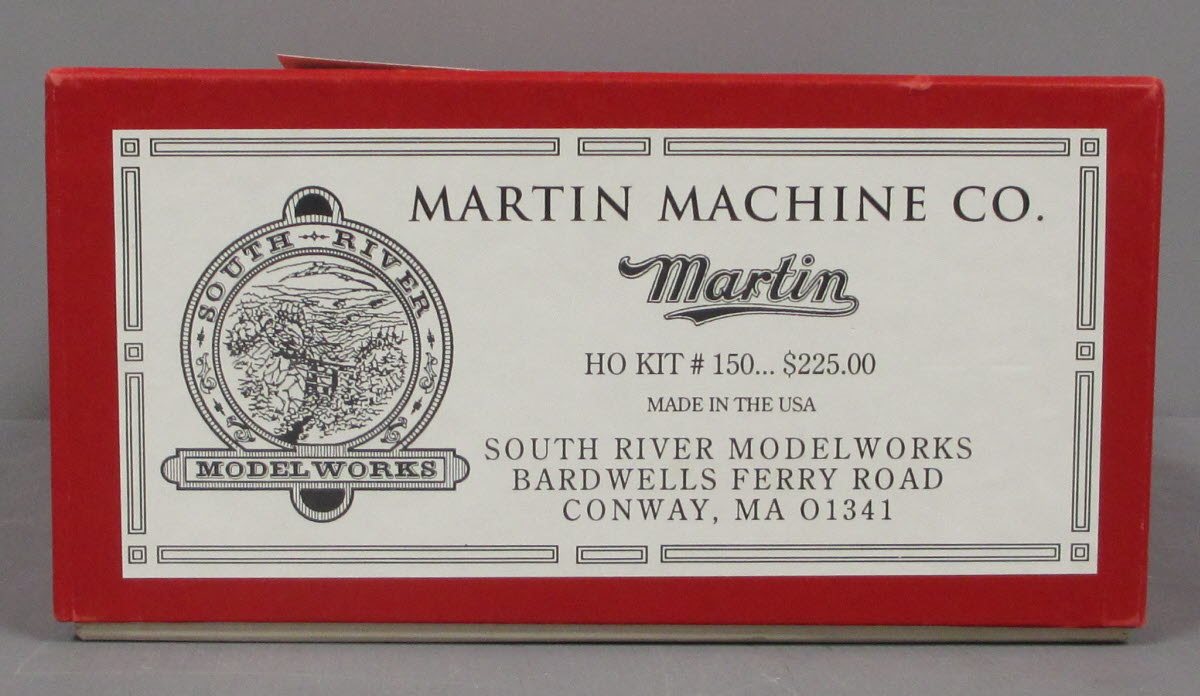 SOUTH RIVER
MODELWORKS
MARTIN MACHINE CO.
Martin
HO KIT # 150... $225.00
MADE IN THE USA
SOUTH RIVER MODELWORKS
BARDWELLS FERRY ROAD
CONWAY, MA 01341